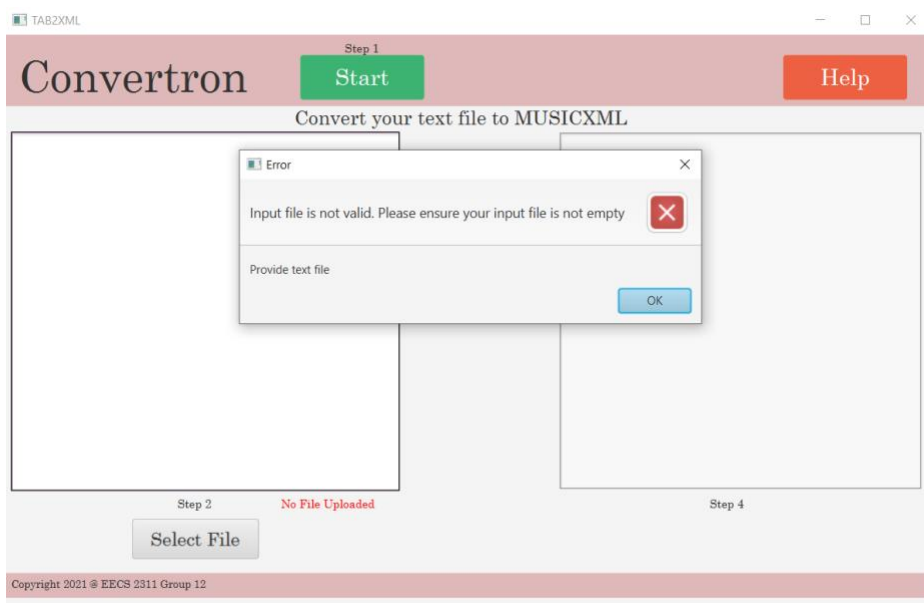 TAB2XML
Step 1
Convertron
Start
Help
Convert your text file to MUSICXML
Error
Input file is not valid. Please ensure your input file is not empty
Provide text file
OK
Step 2
No File Uploaded
Step 4
Select File
Copyright 2021 @ EECS 2311 Group 12